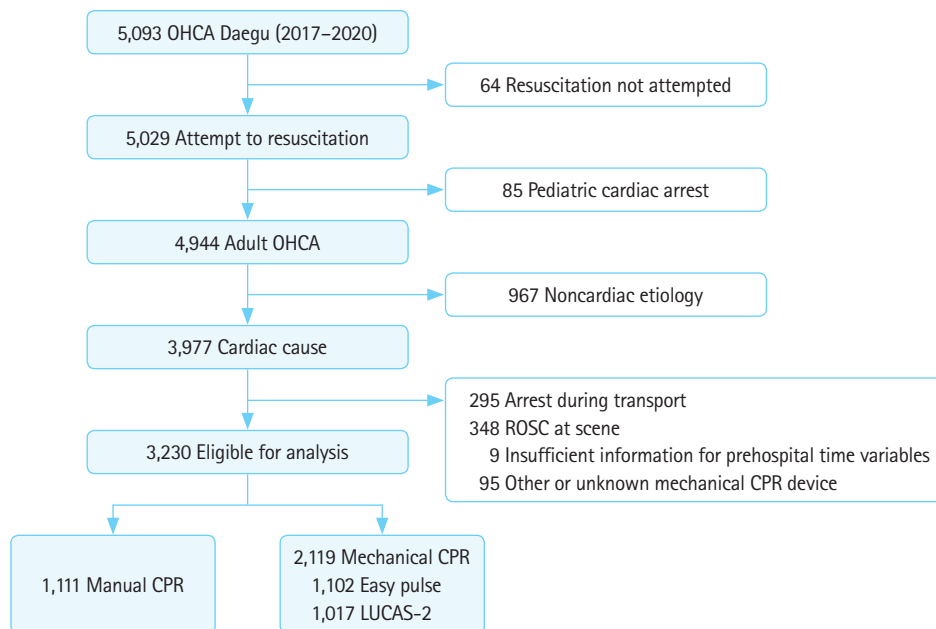 5,093 OHCA Daegu (2017–2020)
64 Resuscitation not attempted
5,029 Attempt to resuscitation
85 Pediatric cardiac arrest
4,944 Adult OHCA
967 Noncardiac etiology
3,977 Cardiac cause
295 Arrest during transport
348 ROSC at scene
9 Insufficient information for prehospital time variables
95 Other or unknown mechanical CPR device
3,230 Eligible for analysis
1,111 Manual CPR
2,119 Mechanical CPR
1,102 Easy pulse
1,017 LUCAS-2